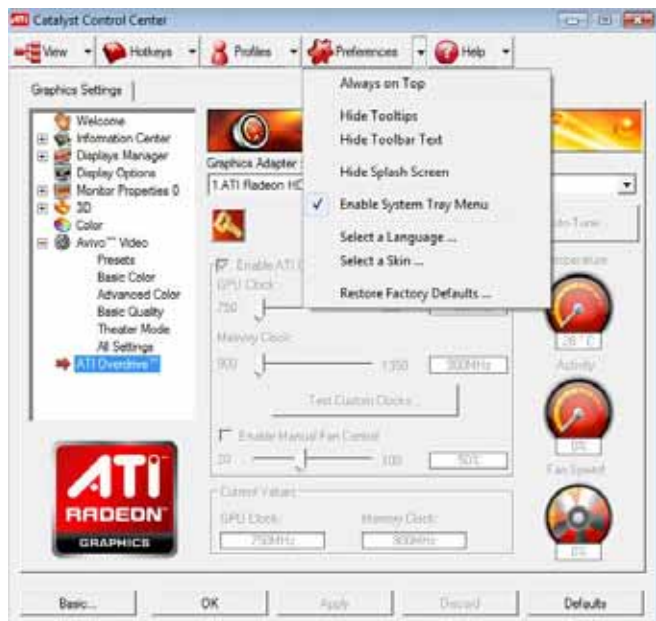 Catalyst Control Center
View Hotkeys Profiles Preferences Help
Graphics Settings
Welcome
Information Center
Displays Manager
Display Options
Monitor Properties 0
3D
Color
Avivo™ Video
Presets
Basic Color
Advanced Color
Basic Quality
Theater Mode
All Settings
ATI Overdrive™
Always on Top
Hide Tooltips
Hide Toolbar Text
Hide Splash Screen
Enable System Tray Menu
Select a Language ...
Select a Skin ...
Restore Factory Defaults ...
Graphics Adapter
1.ATI Radeon HD
Enable ATI
GPU Clock:
750
Memory Clock:
900 1350 900MHz
Test Custom Clocks...
Enable Manual Fan Control
20 100 50%
Current Values
GPU Clock: Memory Clock:
750MHz 900MHz
Activity
0%
Fan Speed
0%
ATI
RADEON
GRAPHICS
Basic... OK Apply Discard Defaults